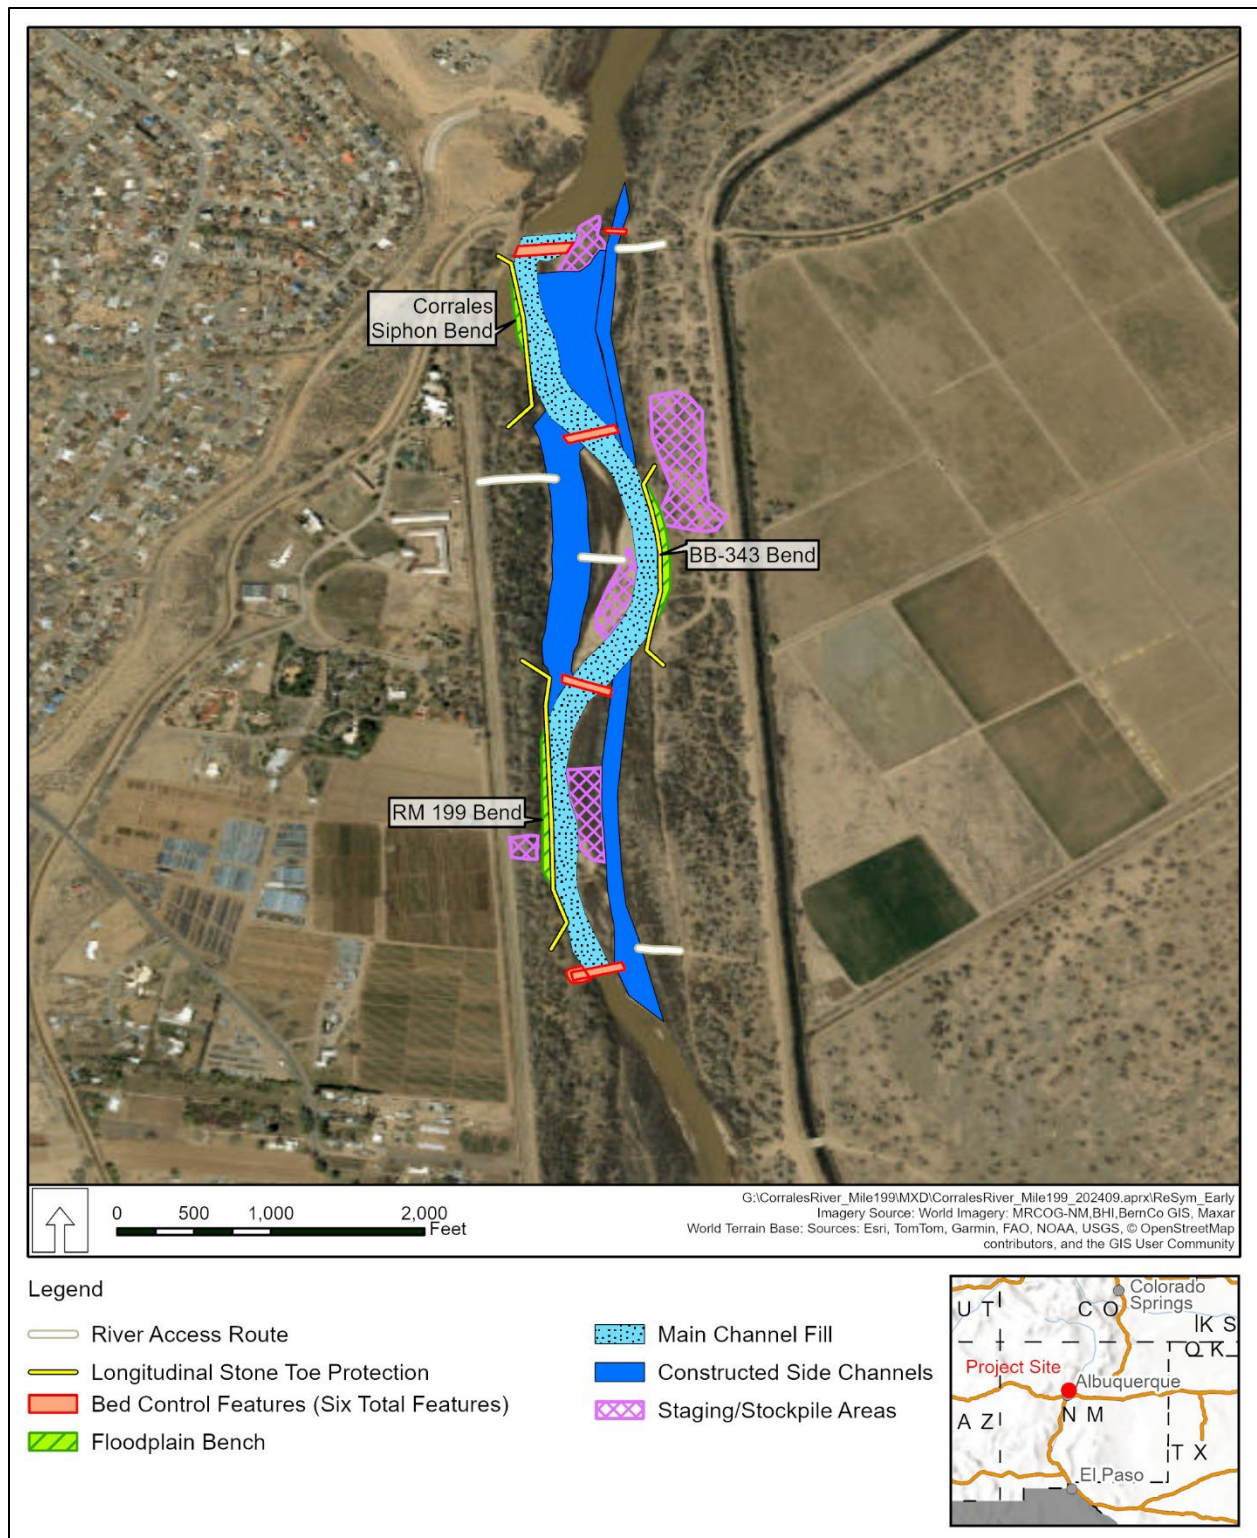 Corrales
Siphon Bend
BB-343 Bend
RM 199 Bend
0 500 1,000 2,000
Feet
G:\CorralesRiver_Mile199\MXD\CorralesRiver_Mile199_202409.aprx\ReSym_Early
Imagery Source: World Imagery: MRCOG-NM,BHI,BernCo GIS, Maxar
World Terrain Base: Sources: Esri, TomTom, Garmin, FAO, NOAA, USGS, © OpenStreetMap
contributors, and the GIS User Community
Legend
River Access Route
Longitudinal Stone Toe Protection
Bed Control Features (Six Total Features)
Floodplain Bench
Main Channel Fill
Constructed Side Channels
Staging/Stockpile Areas
Colorado
Springs
U T
C O
K S
O K
Project Site
Albuquerque
A Z
N M
T X
El Paso